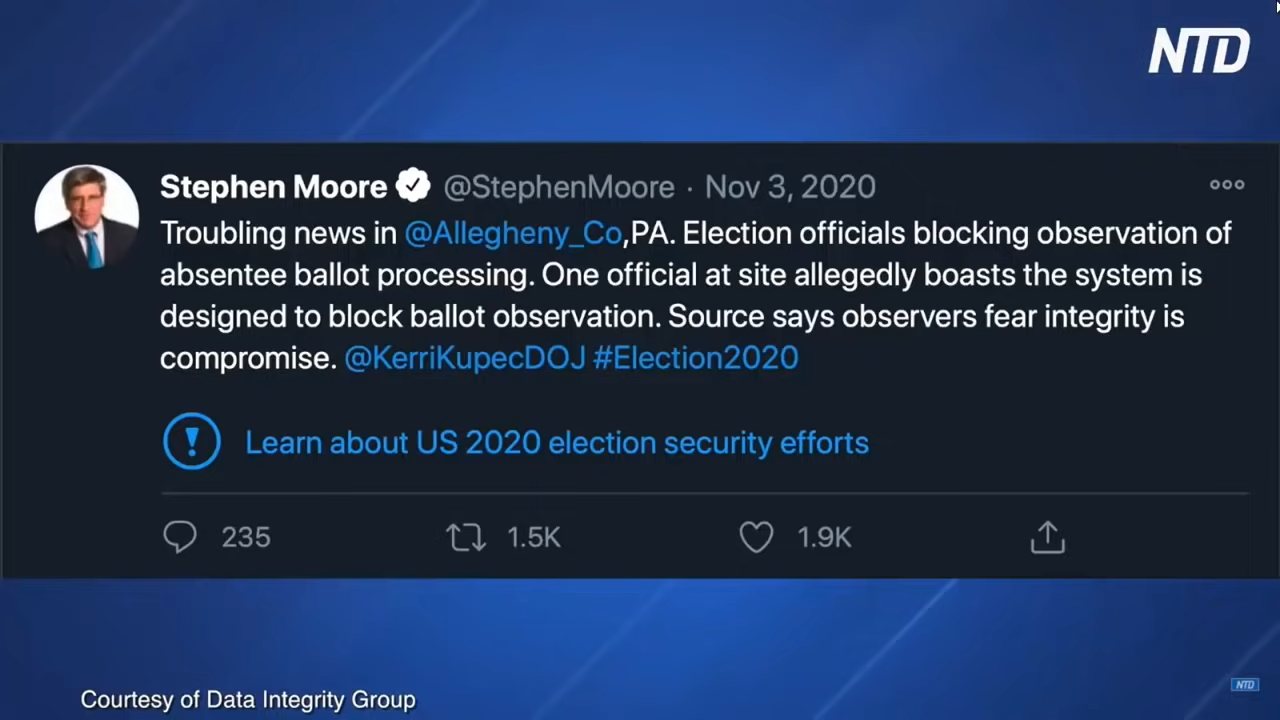 NTD
Stephen Moore @StephenMoore · Nov 3, 2020
Troubling news in @Allegheny_Co,PA. Election officials blocking observation of
absentee ballot processing. One official at site allegedly boasts the system is
designed to block ballot observation. Source says observers fear integrity is
compromise. @KerriKupecDOJ #Election2020
Learn about US 2020 election security efforts
235 1.5K 1.9K
NTD
Courtesy of Data Integrity Group